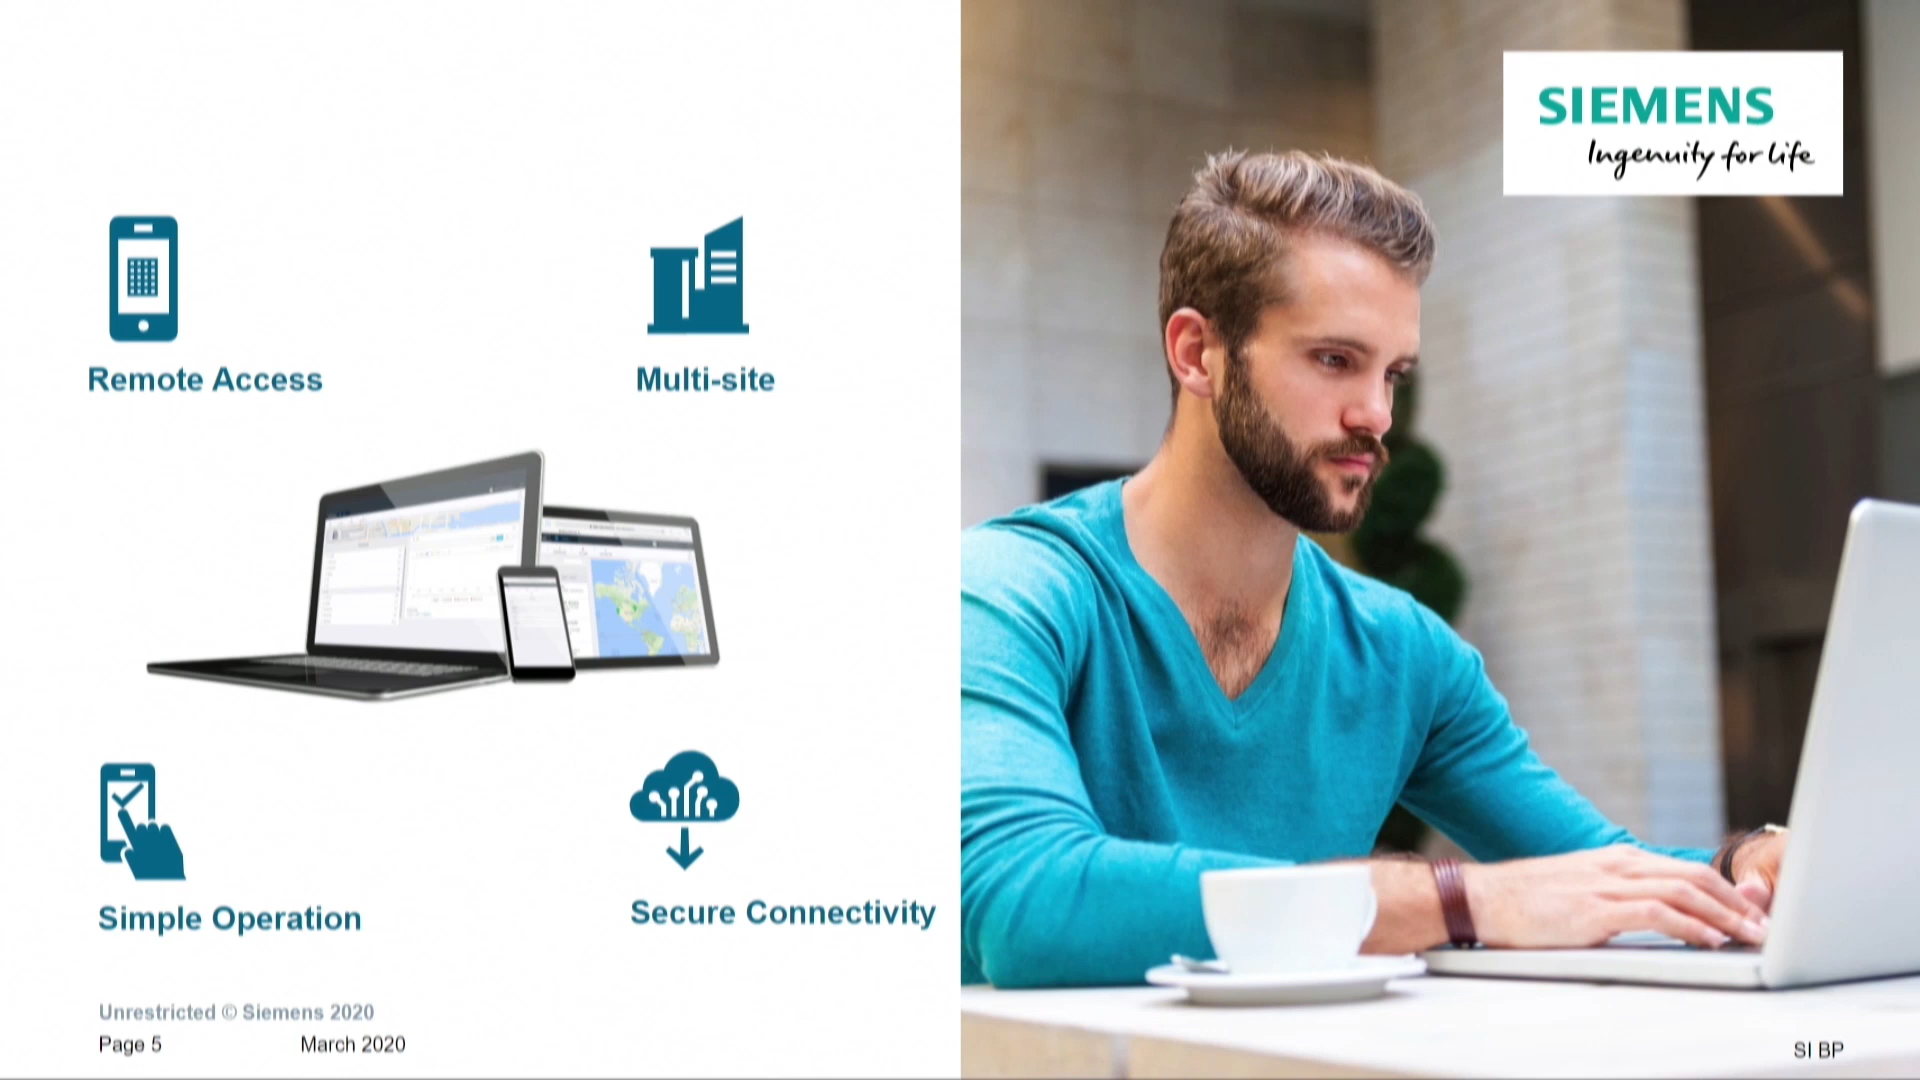 SIEMENS
Ingenuity for life
Remote Access
Multi-site
Simple Operation
Secure Connectivity
Unrestricted © Siemens 2020
Page 5
March 2020
SI BP